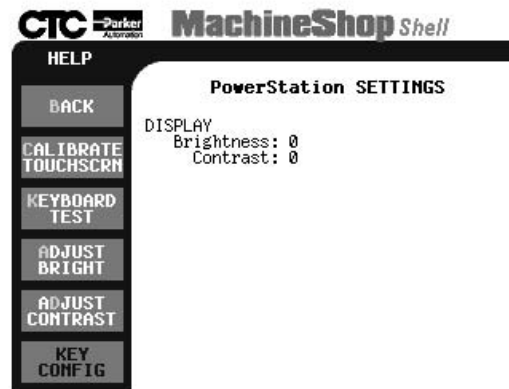 CTC Parker Automation MachineShop Shell
HELP
PowerStation SETTINGS
BACK
DISPLAY
Brightness: 0
Contrast: 0
CALIBRATE
TOUCHSCRN
KEYBOARD
TEST
ADJUST
BRIGHT
ADJUST
CONTRAST
KEY
CONFIG